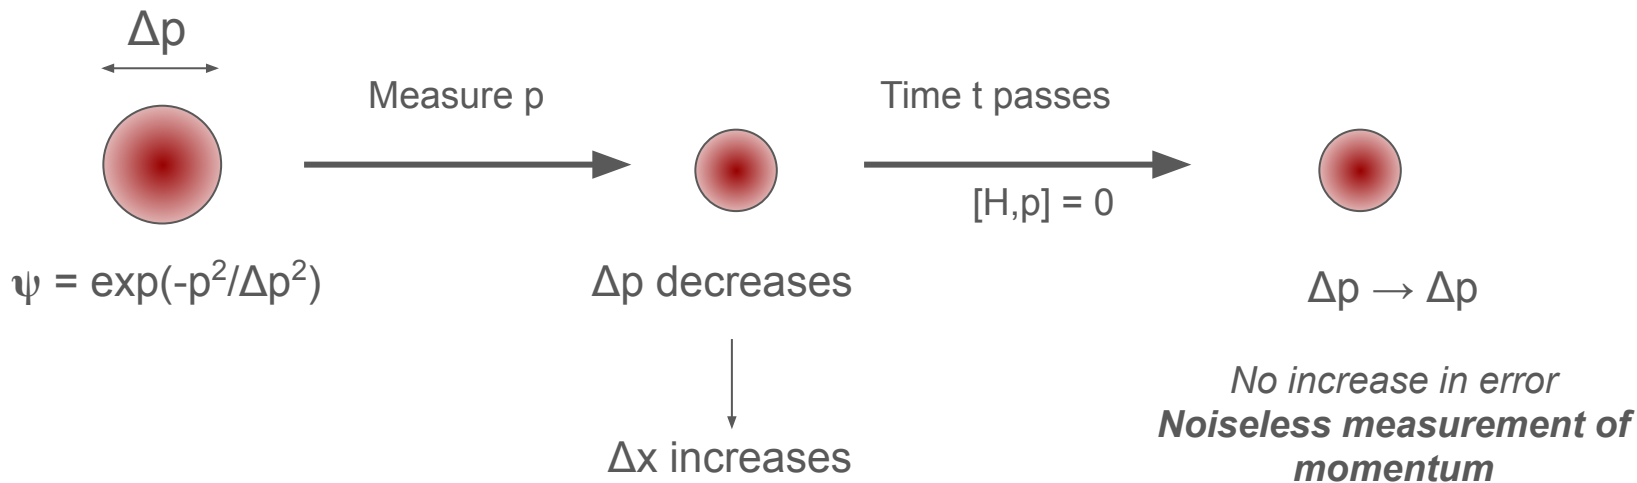 Δp
Measure p
Time t passes
[H,p] = 0
ψ = exp(-p²/Δp²)
Δp decreases
Δp → Δp
Δx increases
No increase in error
Noiseless measurement of
momentum